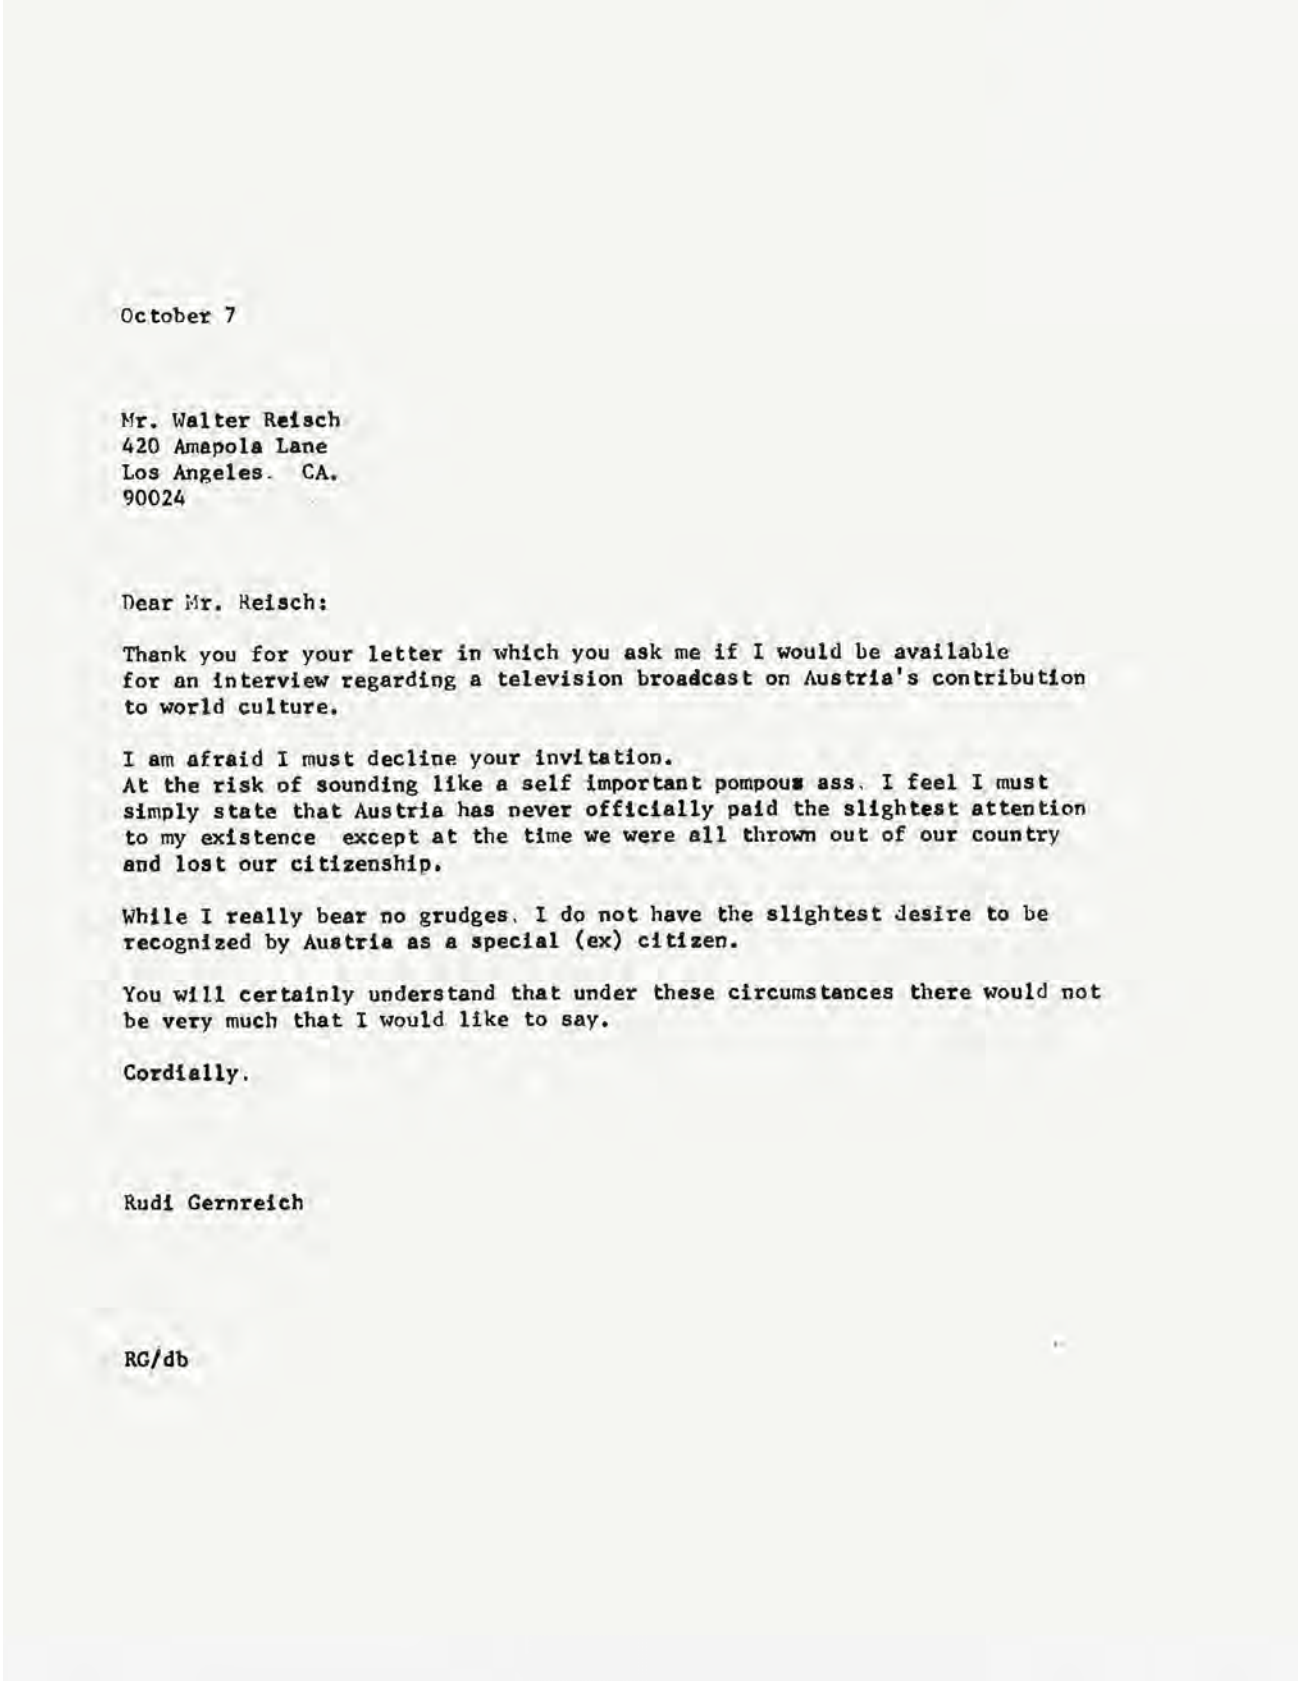 October 7
Mr. Walter Reisch
420 Amapola Lane
Los Angeles. CA.
90024
Dear Mr. Reisch:
Thank you for your letter in which you ask me if I would be available
for an interview regarding a television broadcast on Austria's contribution
to world culture.
I am afraid I must decline your invitation.
At the risk of sounding like a self important pompous ass. I feel I must
simply state that Austria has never officially paid the slightest attention
to my existence except at the time we were all thrown out of our country
and lost our citizenship.
While I really bear no grudges. I do not have the slightest desire to be
recognized by Austria as a special (ex) citizen.
You will certainly understand that under these circumstances there would not
be very much that I would like to say.
Cordially.
Rudi Gernreich
RG/db